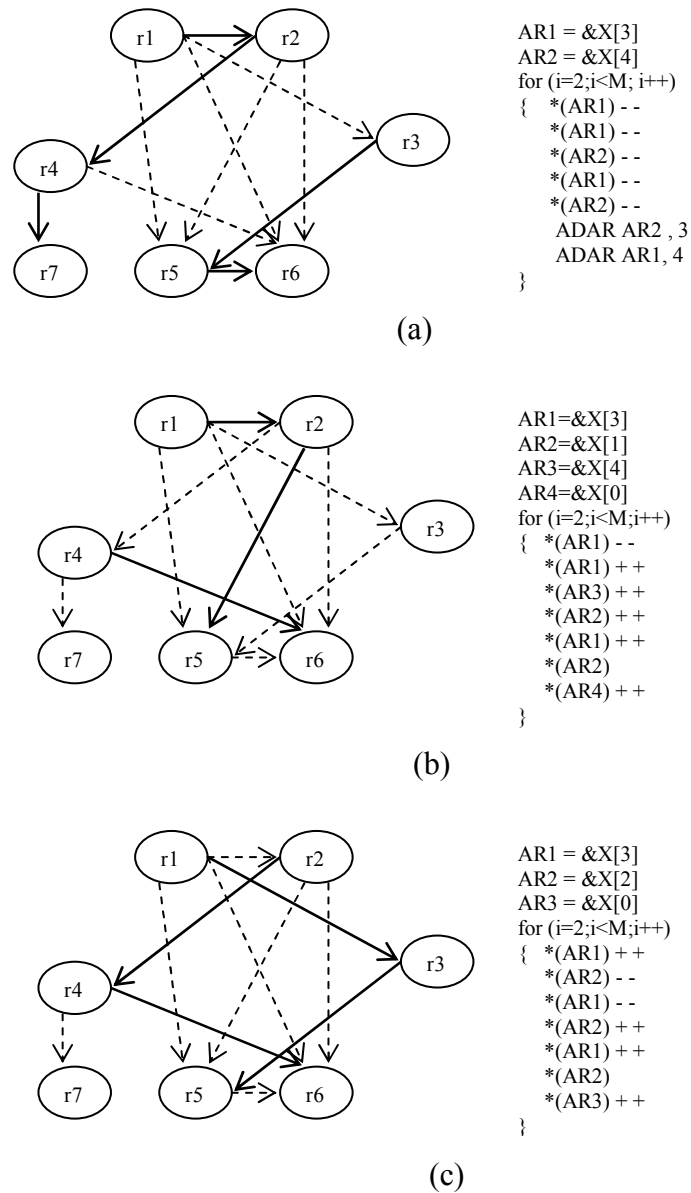 r1
r2
r3
r4
r7
r5
r6
AR1 = &X[3]
AR2 = &X[4]
for (i=2;i<M; i++)
{ *(AR1) - -
*(AR1) - -
*(AR2) - -
*(AR1) - -
*(AR2) - -
ADAR AR2 , 3
ADAR AR1, 4
}
(a)
r1
r2
r3
r4
r7
r5
r6
AR1=&X[3]
AR2=&X[1]
AR3=&X[4]
AR4=&X[0]
for (i=2;i<M;i++)
{ *(AR1) - -
*(AR1) + +
*(AR3) + +
*(AR2) + +
*(AR1) + +
*(AR2)
*(AR4) + +
}
(b)
r1
r2
r3
r4
r7
r5
r6
AR1 = &X[3]
AR2 = &X[2]
AR3 = &X[0]
for (i=2;i<M;i++)
{ *(AR1) + +
*(AR2) - -
*(AR1) - -
*(AR2) + +
*(AR1) + +
*(AR2)
*(AR3) + +
}
(c)